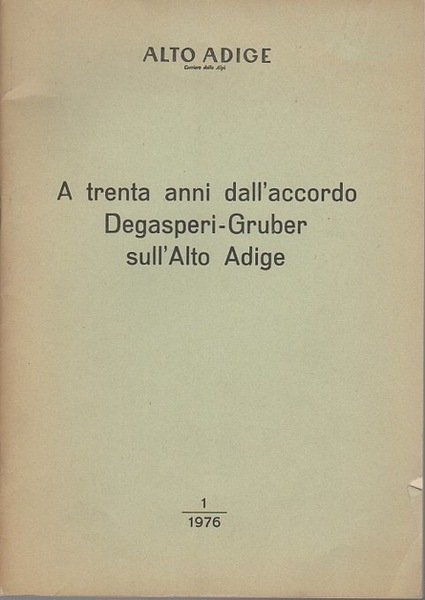 ALTO ADIGE
Corriere delle Alpi
A trenta anni dall'accordo
Degasperi-Gruber
sull'Alto Adige
1
1976